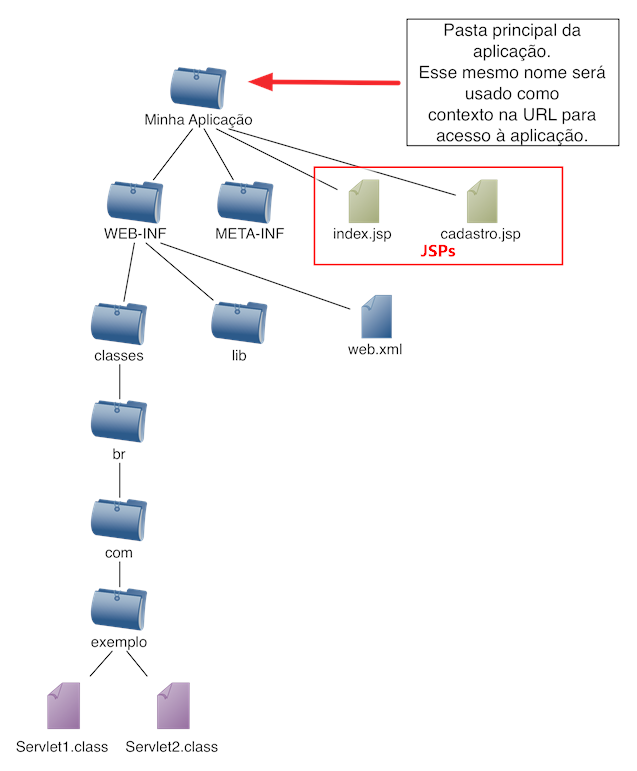 Pasta principal da
aplicação.
Esse mesmo nome será
usado como
contexto na URL para
acesso à aplicação.
Minha Aplicação
WEB-INF
META-INF
index.jsp
cadastro.jsp
JSPs
classes
lib
web.xml
br
com
exemplo
Servlet1.class
Servlet2.class